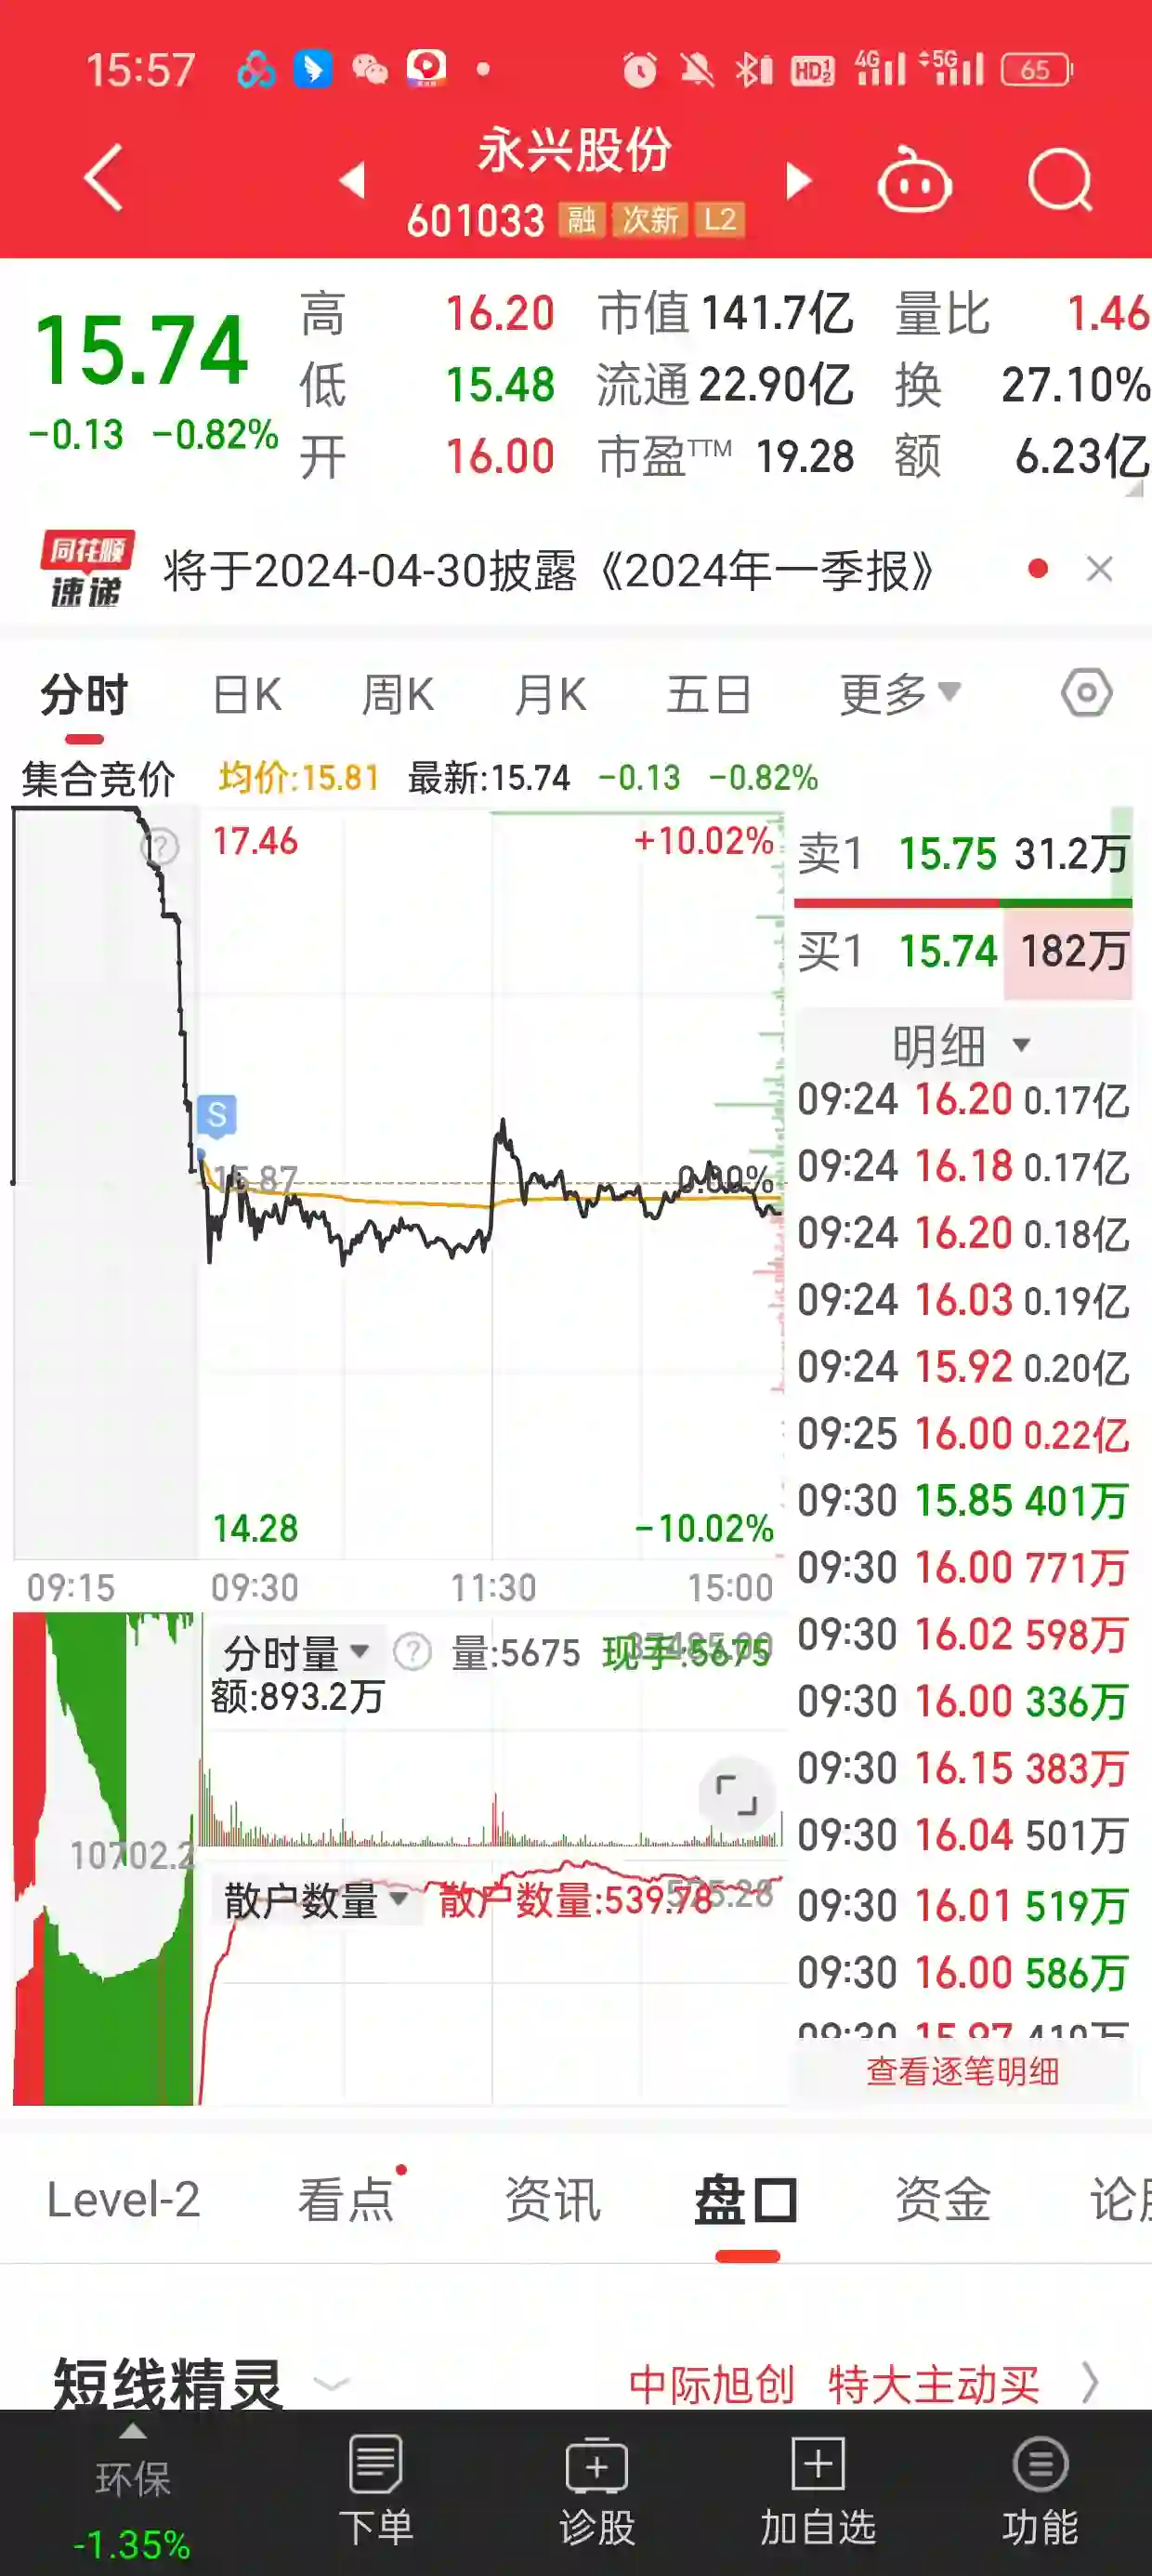 15:57 HD 1 2 4G 5G 65
永兴股份
601033 融 次新 L2
15.74
-0.13 -0.82%
高 16.20 市值 141.7亿 量比 1.46
低 15.48 流通 22.90亿 换 27.10%
开 16.00 市盈TTM 19.28 额 6.23亿
同花顺
速递
将于2024-04-30披露《2024年一季报》
分时 日K 周K 月K 五日 更多
集合竞价 均价:15.81 最新:15.74 -0.13 -0.82%
17.46 +10.02%
S
15.87 0.00%
14.28 -10.02%
09:15 09:30 11:30 15:00
卖1 15.75 31.2万
买1 15.74 182万
明细
09:24 16.20 0.17亿
09:24 16.18 0.17亿
09:24 16.20 0.18亿
09:24 16.03 0.19亿
09:24 15.92 0.20亿
09:25 16.00 0.22亿
09:30 15.85 401万
09:30 16.00 771万
09:30 16.02 598万
09:30 16.00 336万
09:30 16.15 383万
09:30 16.04 501万
09:30 16.01 519万
09:30 16.00 586万
09:30 15.97 410万
查看逐笔明细
分时量 ? 量:5675 现手:5675
额:893.2万
10702.2
散户数量 散户数量:539.78
Level-2 看点 资讯 盘口 资金 论股
短线精灵 中际旭创 特大主动买
环保
-1.35%
下单 诊股 加自选 功能